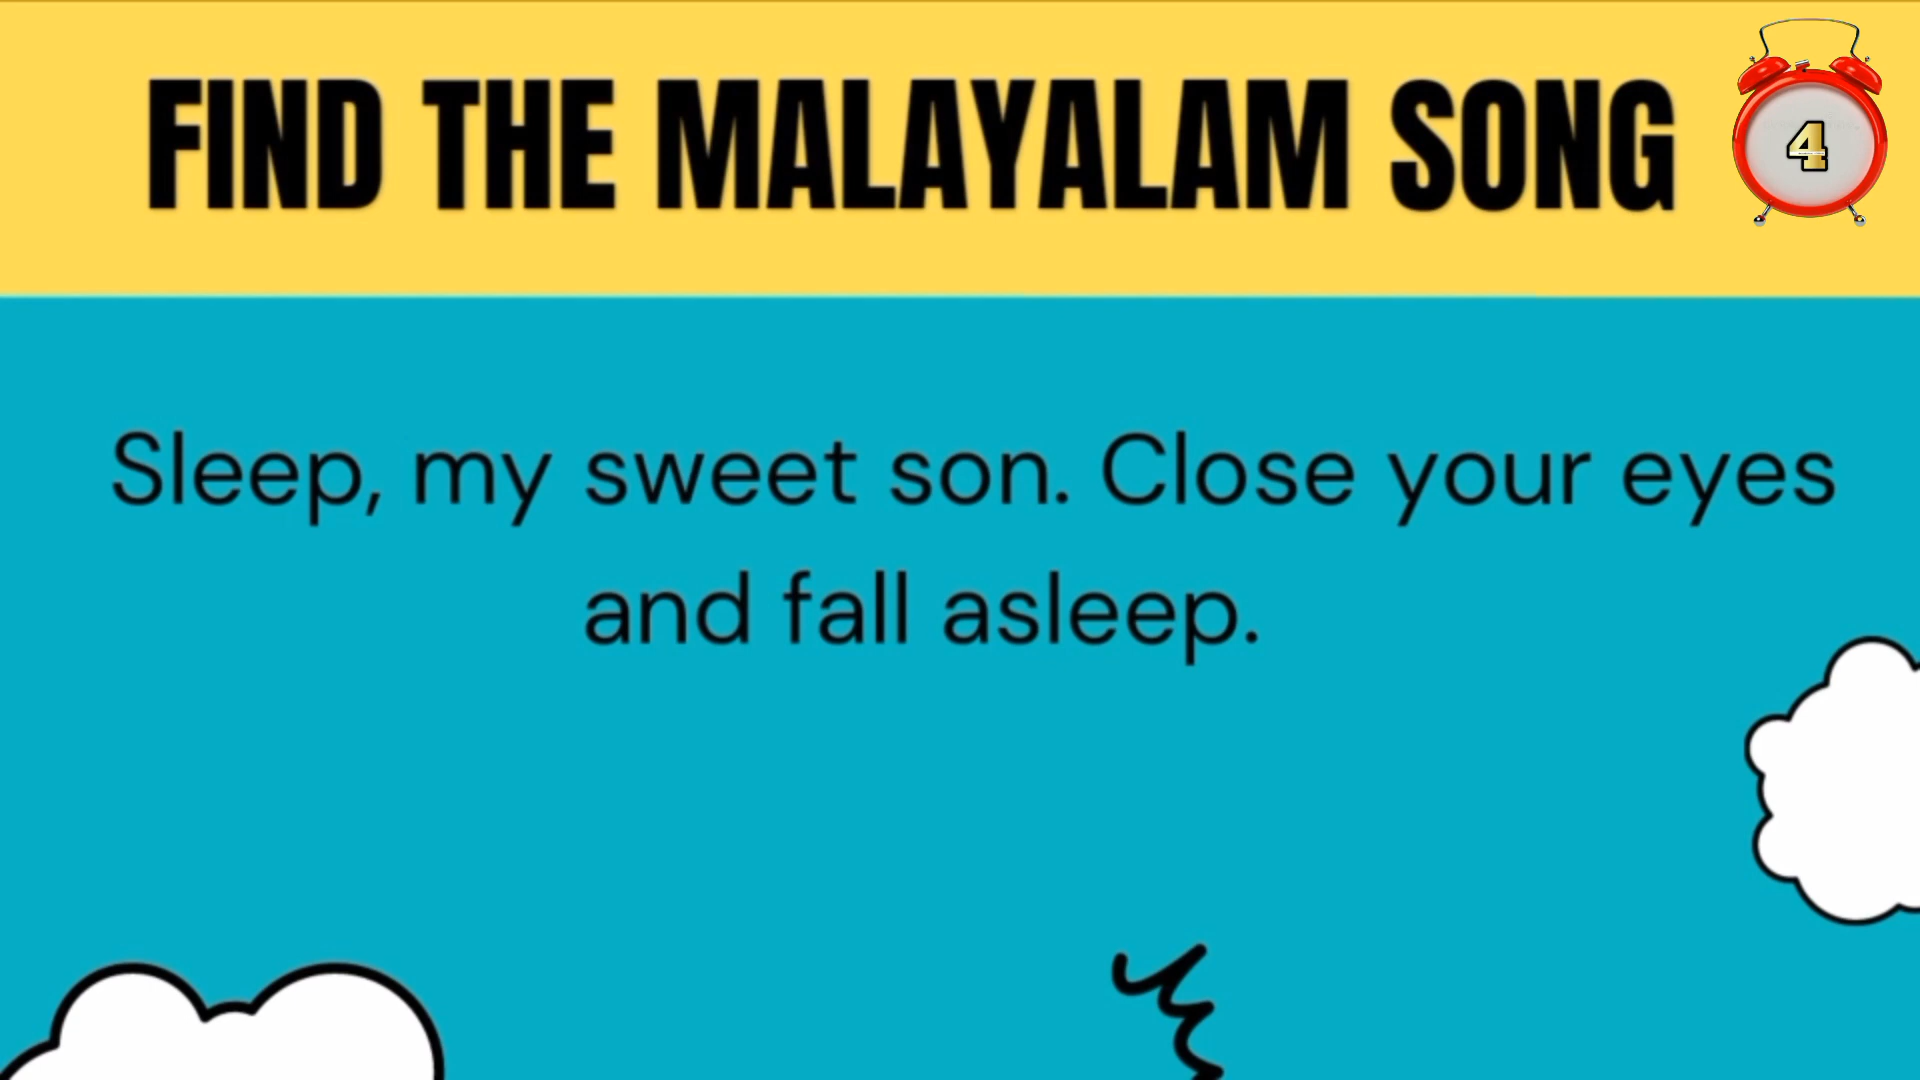 FIND THE MALAYALAM SONG
4
Sleep, my sweet son. Close your eyes
and fall asleep.